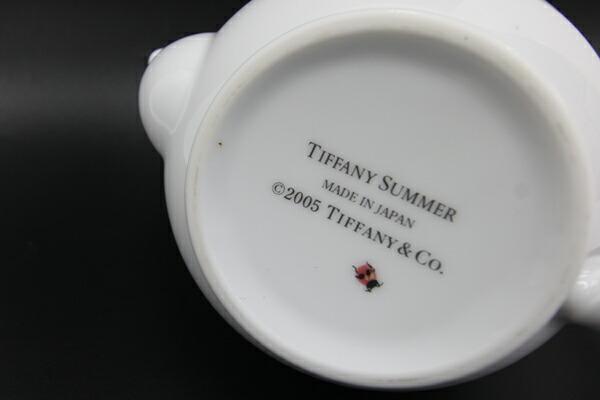 TIFFANY SUMMER
MADE IN JAPAN
©2005 TIFFANY & CO.